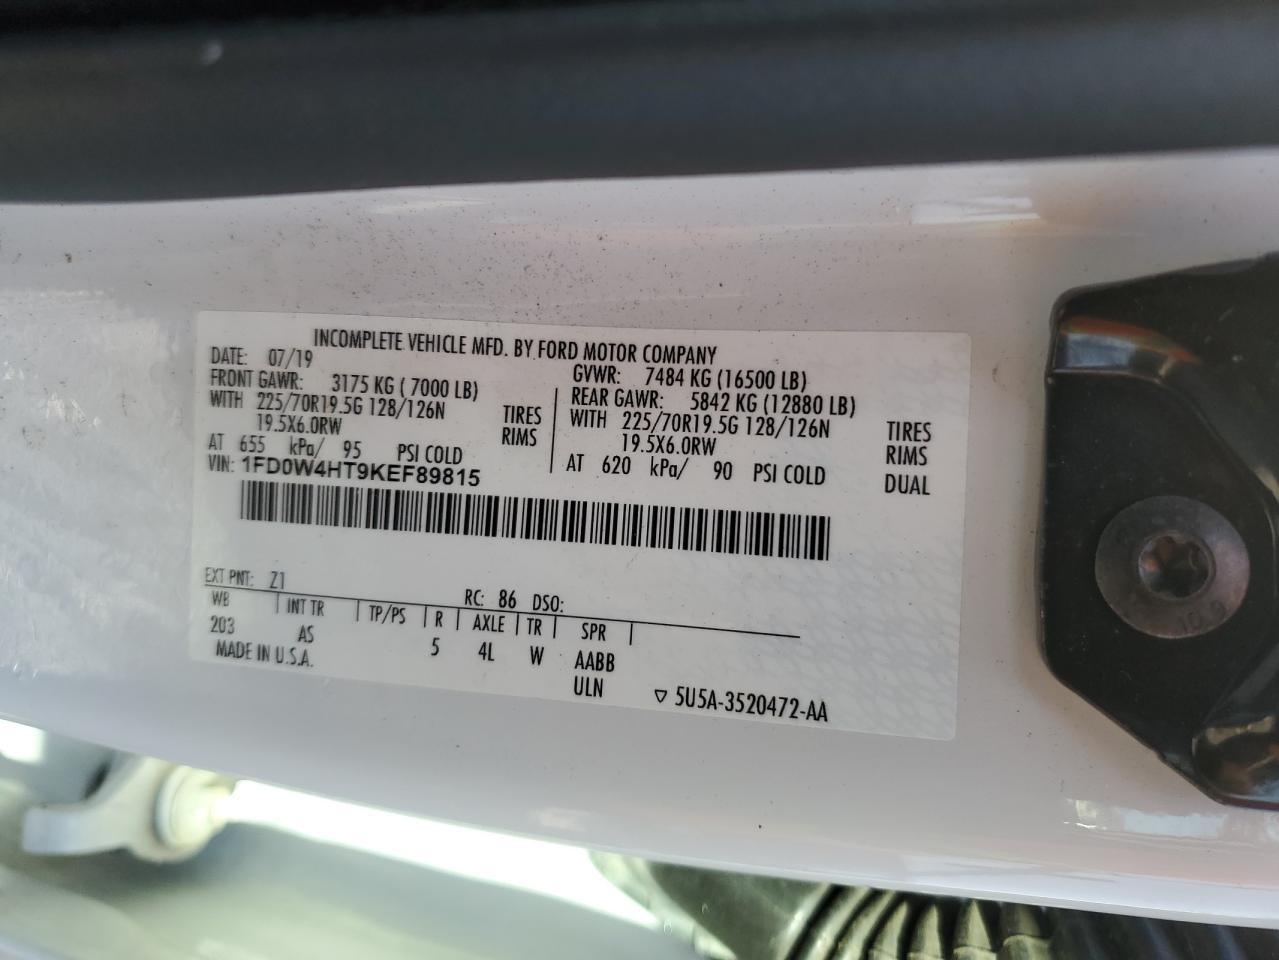 INCOMPLETE VEHICLE MFD. BY FORD MOTOR COMPANY
DATE: 07/19 GVWR: 7484 KG (16500 LB)
FRONT GAWR: 3175 KG ( 7000 LB) REAR GAWR: 5842 KG (12880 LB)
WITH 225/70R19.5G 128/126N TIRES WITH 225/70R19.5G 128/126N TIRES
19.5X6.0RW RIMS 19.5X6.0RW RIMS
AT 655 kPa/ 95 PSI COLD AT 620 kPa/ 90 PSI COLD DUAL
VIN: 1FD0W4HT9KEF89815
EXT PNT: Z1 RC: 86 DSO:
WB INT TR TP/PS R AXLE TR SPR
203 AS 5 4L W AABB
MADE IN U.S.A. ULN 5U5A-3520472-AA
10.9